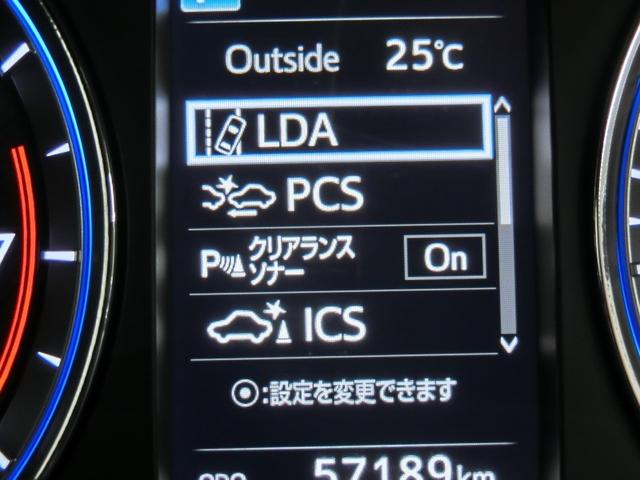 Outside 25℃
LDA
PCS
P クリアランス
ソナー On
ICS
⦿:設定を変更できます
ODO 57189km